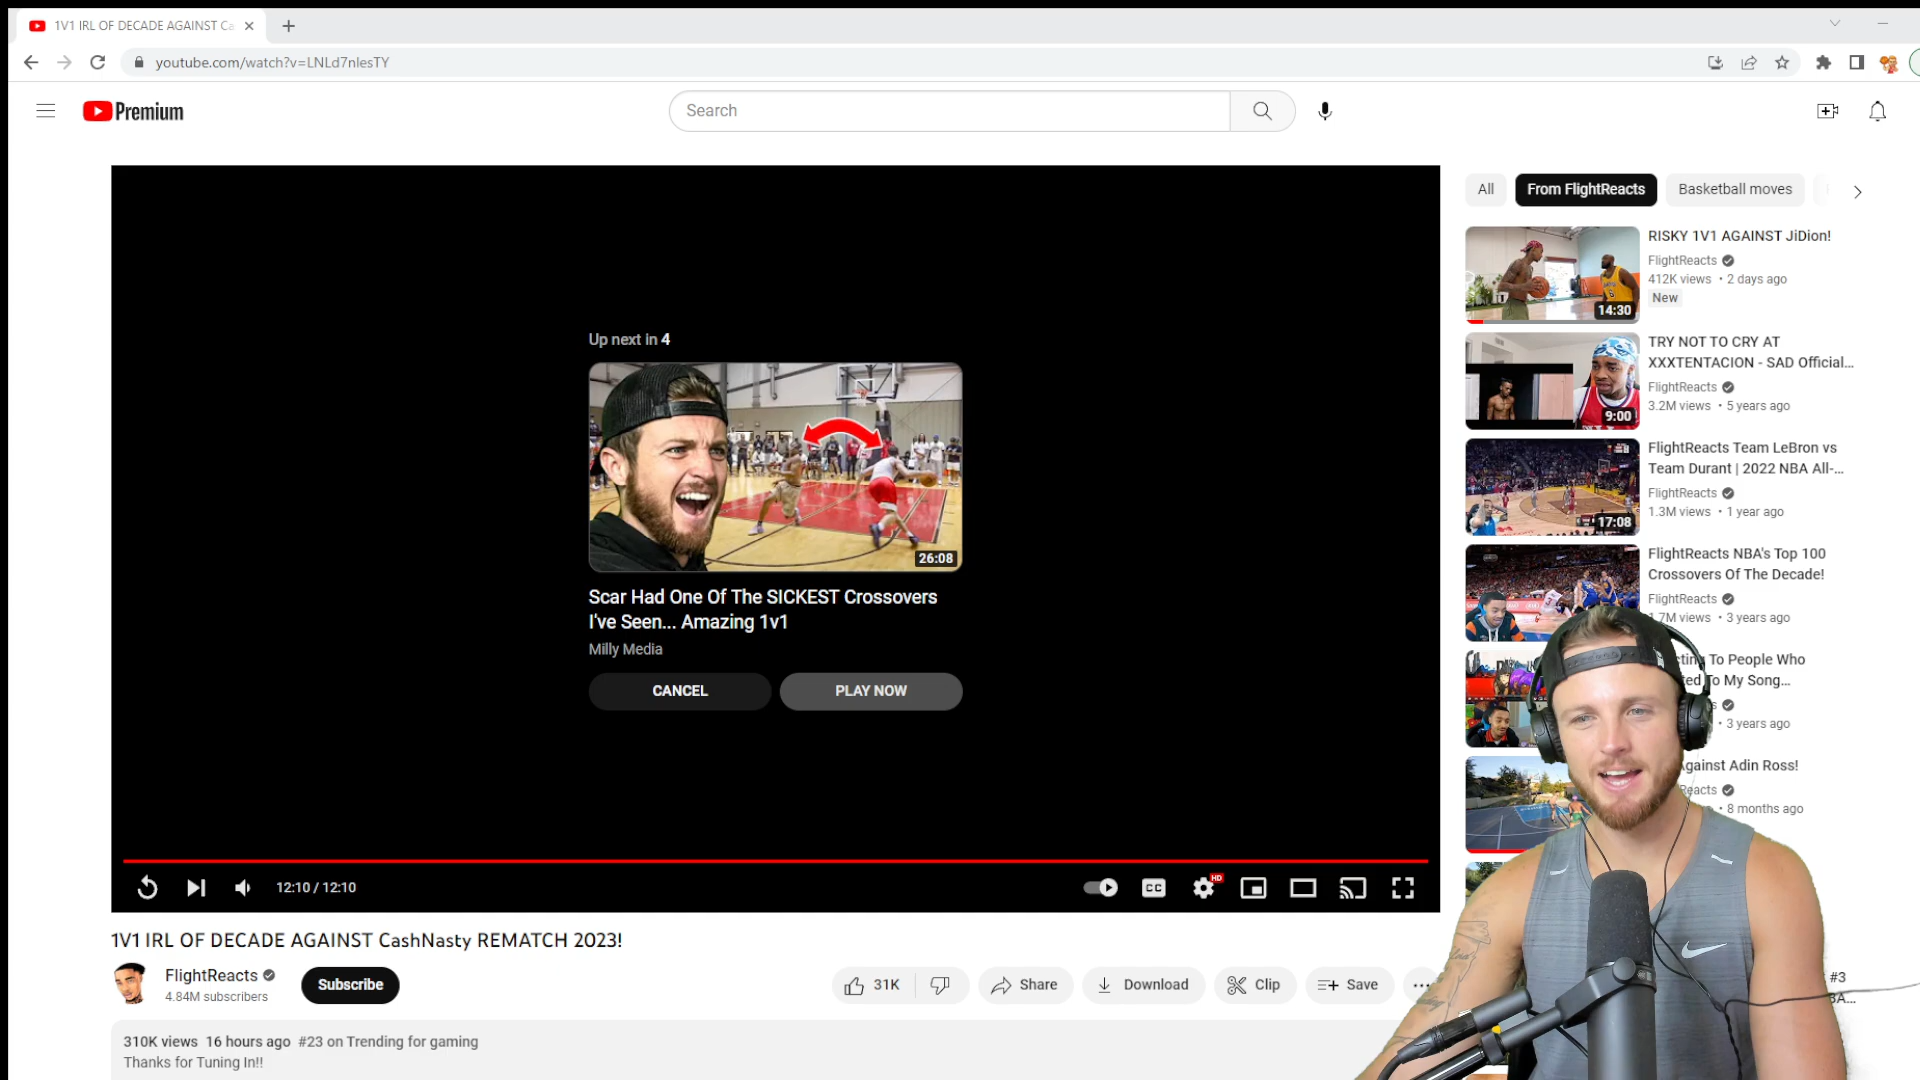 1V1 IRL OF DECADE AGAINST Ca
youtube.com/watch?v=LNLd7nlesTY
Premium
Search
All
From FlightReacts
Basketball moves
RISKY 1V1 AGAINST JiDion!
FlightReacts
412K views • 2 days ago
New
14:30
TRY NOT TO CRY AT
XXXTENTACION - SAD Official...
FlightReacts
3.2M views • 5 years ago
9:00
FlightReacts Team LeBron vs
Team Durant | 2022 NBA All-...
FlightReacts
1.3M views • 1 year ago
17:08
FlightReacts NBA's Top 100
Crossovers Of The Decade!
FlightReacts
7M views • 3 years ago
To People Who
To My Song...
• 3 years ago
gainst Adin Ross!
• 8 months ago
#3
Up next in 4
26:08
Scar Had One Of The SICKEST Crossovers
I've Seen... Amazing 1v1
Milly Media
CANCEL
PLAY NOW
12:10 / 12:10
CC
HD
1V1 IRL OF DECADE AGAINST CashNasty REMATCH 2023!
FlightReacts
4.84M subscribers
Subscribe
31K
Share
Download
Clip
Save
310K views 16 hours ago #23 on Trending for gaming
Thanks for Tuning In!!